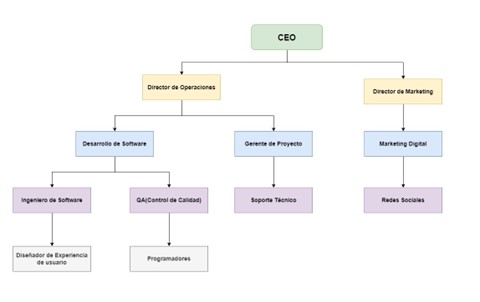 CEO
Director de Operaciones
Director de Marketing
Desarrollo de Software
Gerente de Proyecto
Marketing Digital
Ingeniero de Software
QA(Control de Calidad)
Soporte Técnico
Redes Sociales
Diseñador de Experiencia
de usuario
Programadores